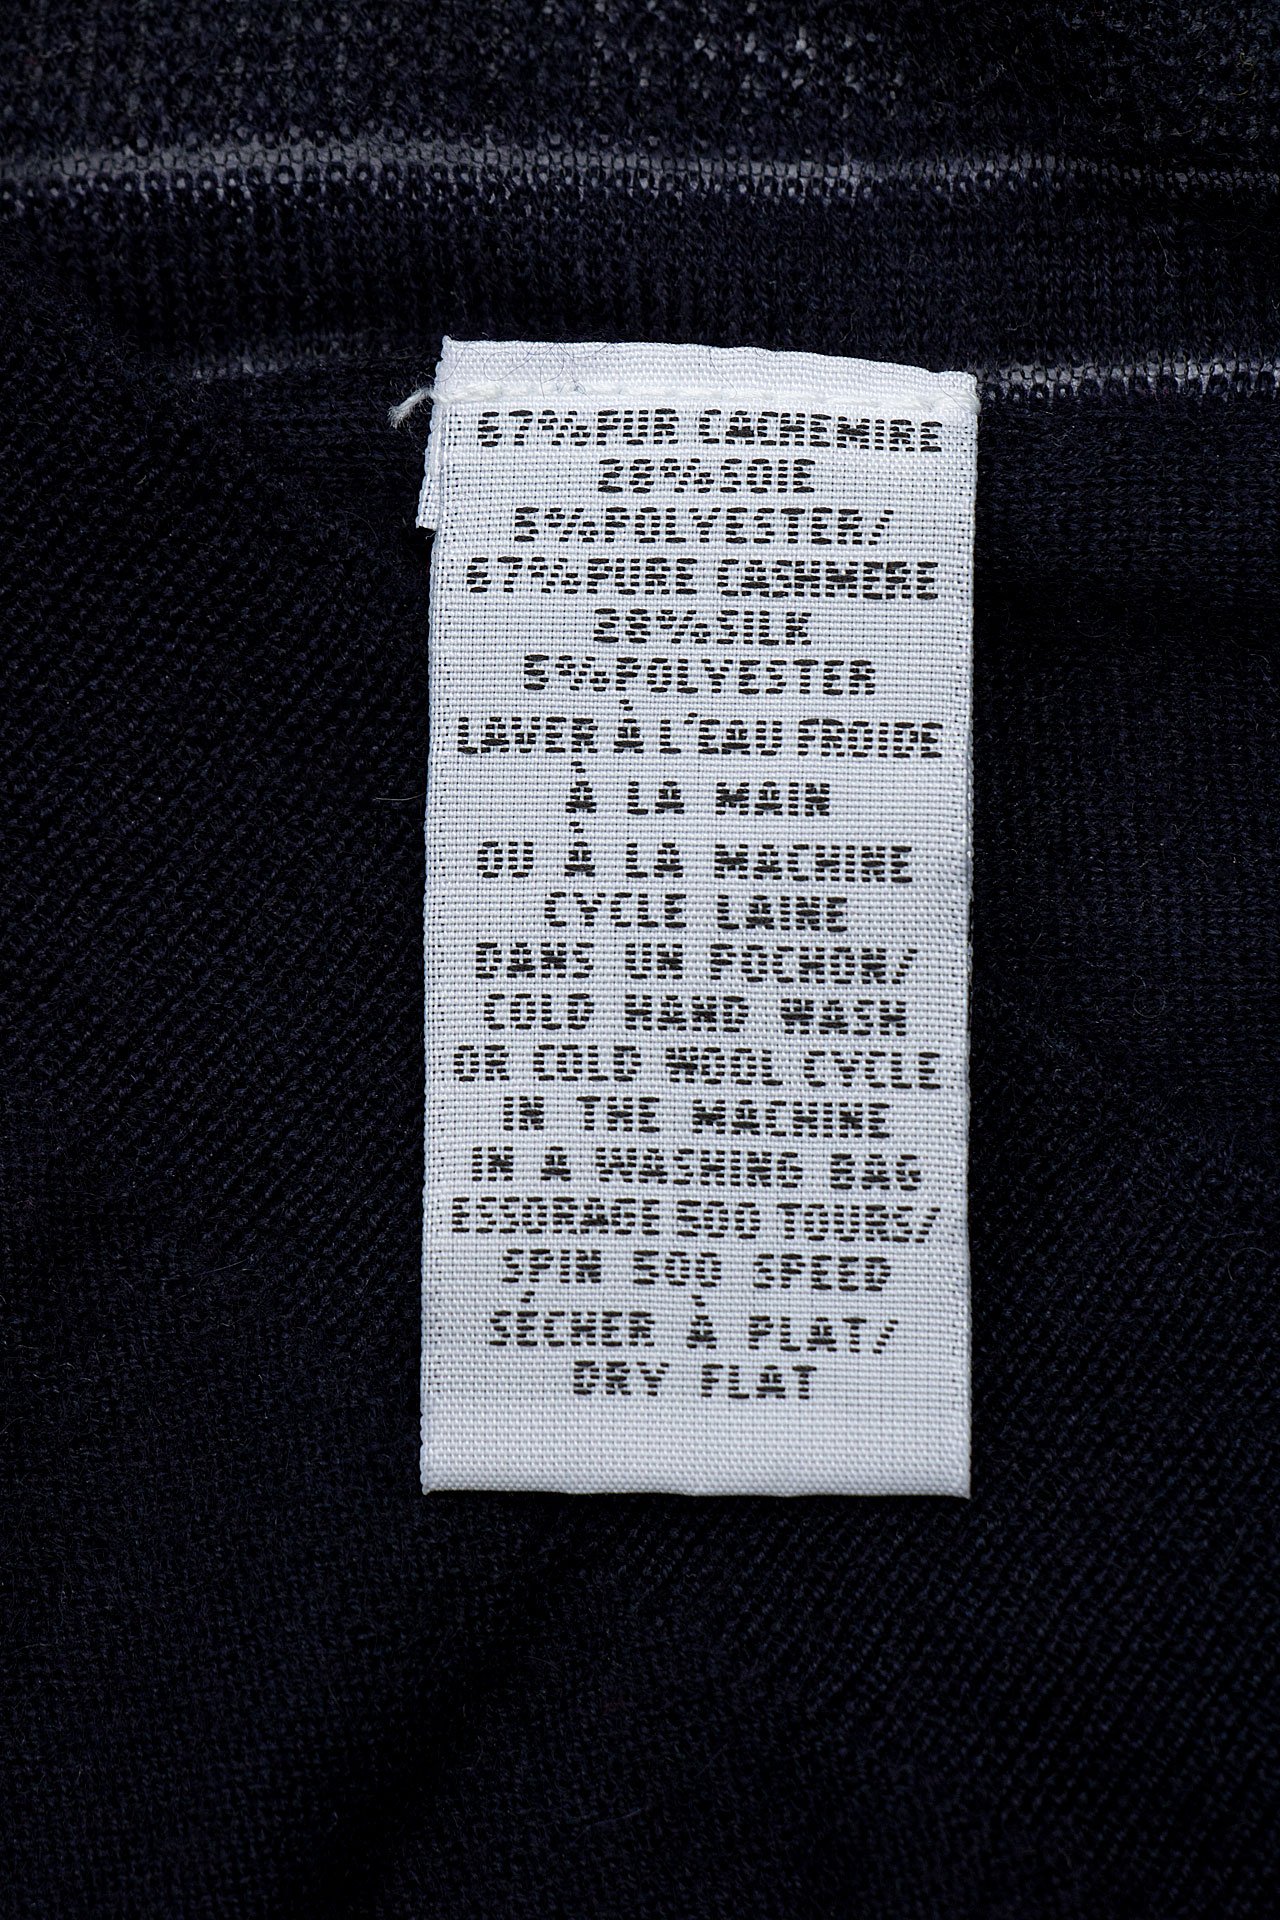 67%PUR CACHEMIRE
28%SOIE
5%POLYESTER/
67%PURE CASHMERE
28%SILK
5%POLYESTER
LAVER À L'EAU FROIDE
À LA MAIN
OU À LA MACHINE
CYCLE LAINE
DANS UN POCHON/
COLD HAND WASH
OR COLD WOOL CYCLE
IN THE MACHINE
IN A WASHING BAG
ESSORAGE 500 TOURS/
SPIN 500 SPEED
SÉCHER À PLAT/
DRY FLAT